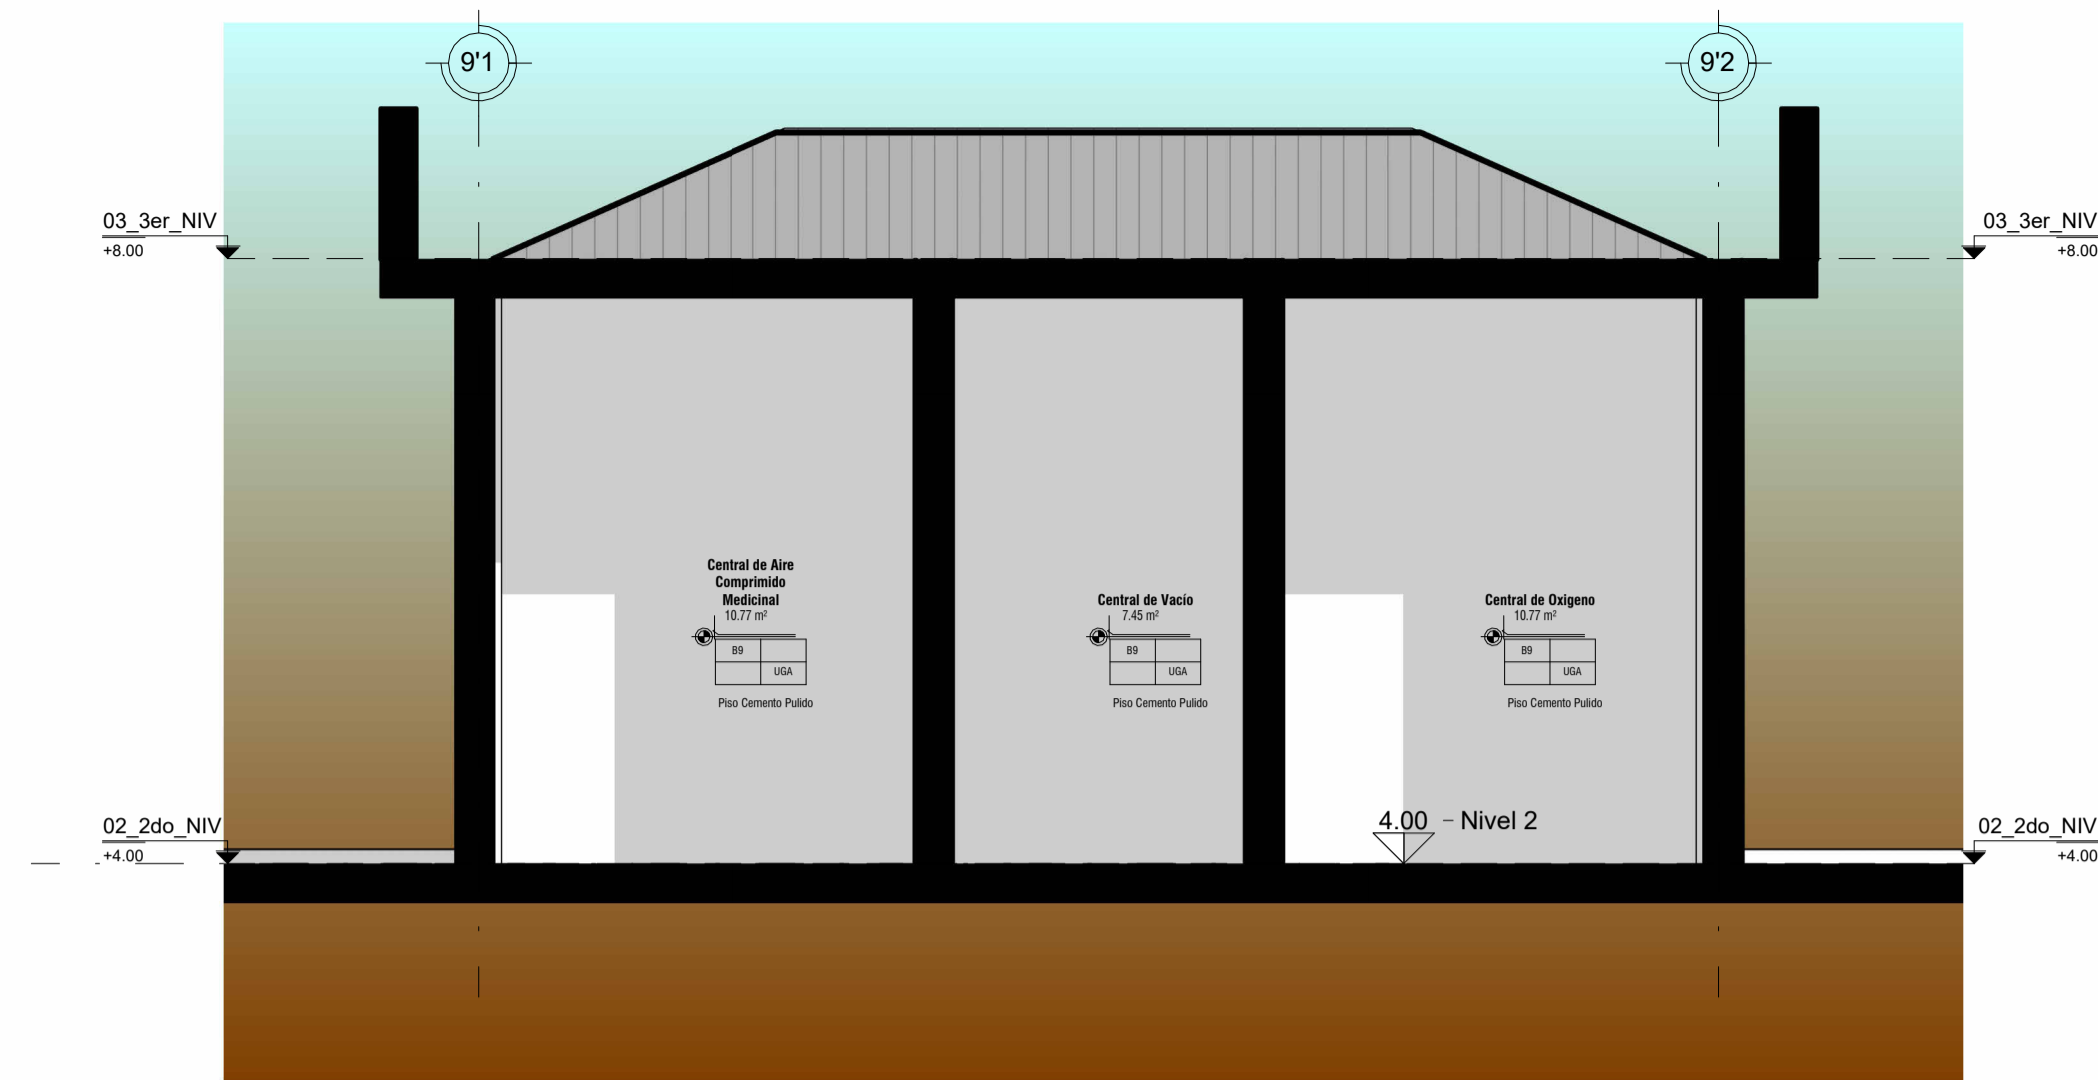 9'1
9'2
03_3er_NIV
+8.00
03_3er_NIV
+8.00
Central de Aire
Comprimido
Medicinal
10.77 m²
B9
UGA
Piso Cemento Pulido
Central de Vacío
7.45 m²
B9
UGA
Piso Cemento Pulido
Central de Oxigeno
10.77 m²
B9
UGA
Piso Cemento Pulido
4.00 – Nivel 2
02_2do_NIV
+4.00
02_2do_NIV
+4.00